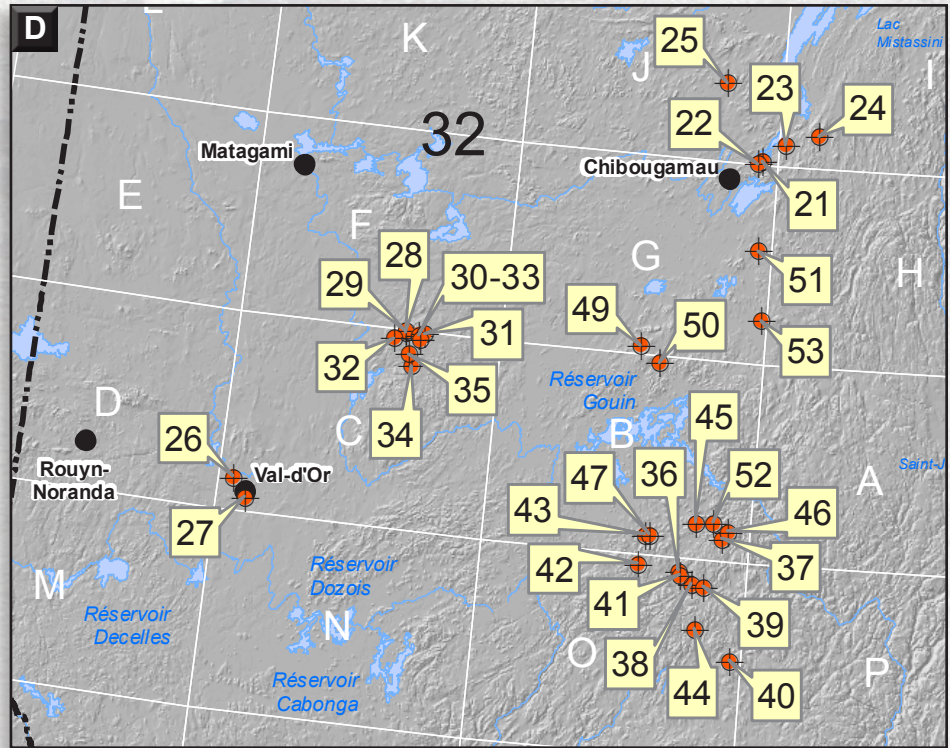 D
L
K
J
Lac
Mistassini
I
25
23
24
22
32
Matagami
Chibougamau
21
E
F
28
30-33
29
G
51
H
49
50
31
53
32
35
34
Réservoir
Gouin
D
C
B
45
26
Rouyn-
Noranda
Val-d'Or
36
47
52
Saint-J
A
43
46
27
42
37
M
Réservoir
Dozois
41
39
Réservoir
Decelles
N
O
38
44
40
P
Réservoir
Cabonga